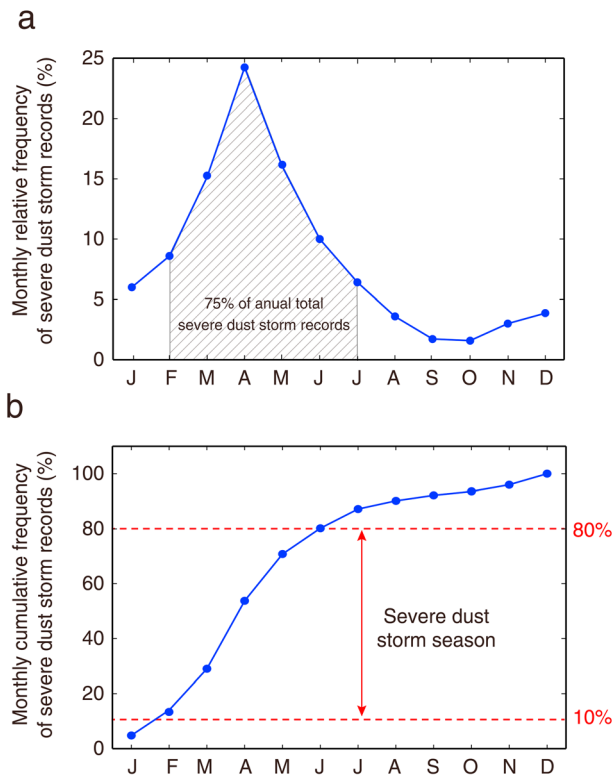 a
Monthly relative frequency
of severe dust storm records (%)
25
20
15
10
5
0
75% of anual total
severe dust storm records
J F M A M J J A S O N D
b
Monthly cumulative frequency
of severe dust storm records (%)
100
80
60
40
20
0
80%
Severe dust
storm season
10%
J F M A M J J A S O N D